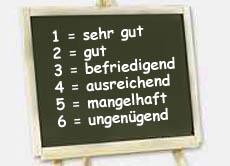 1 = sehr gut
2 = gut
3 = befriedigend
4 = ausreichend
5 = mangelhaft
6 = ungenügend